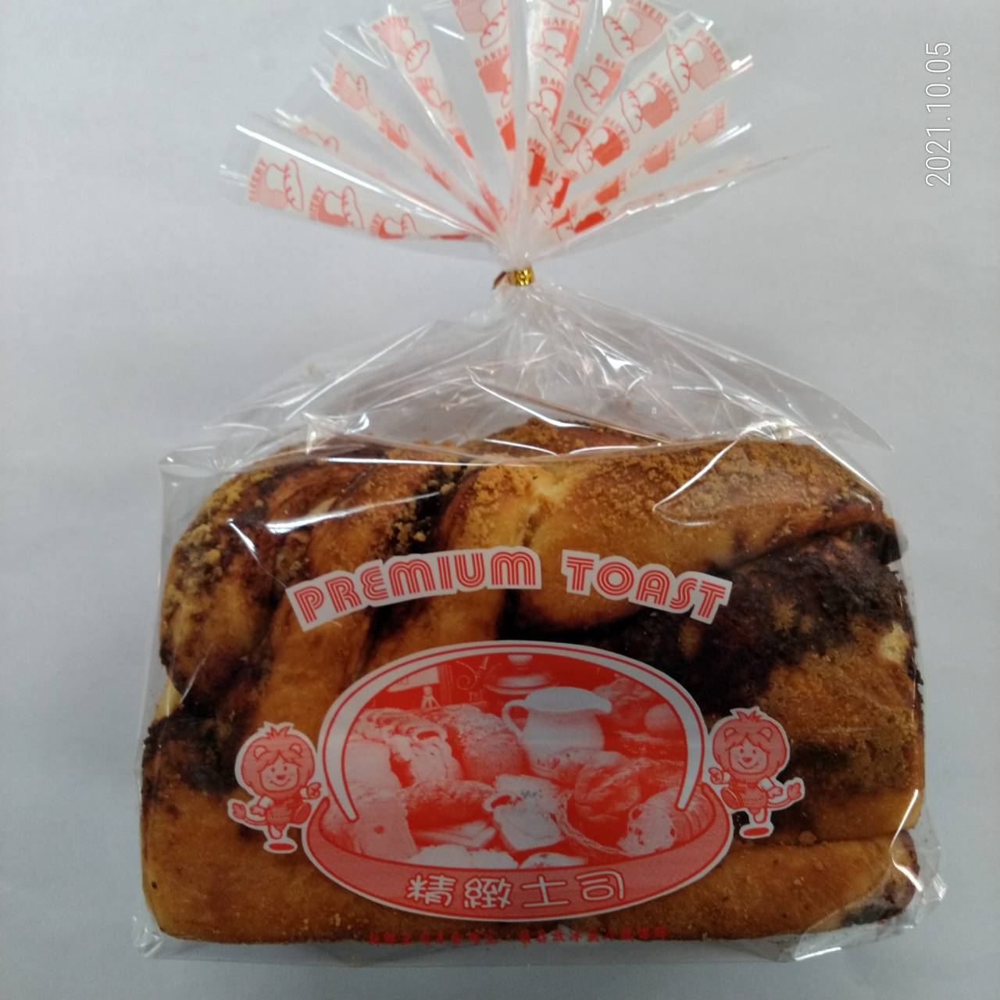 BAKERY
2021.10.05
PREMIUM TOAST
精緻土司